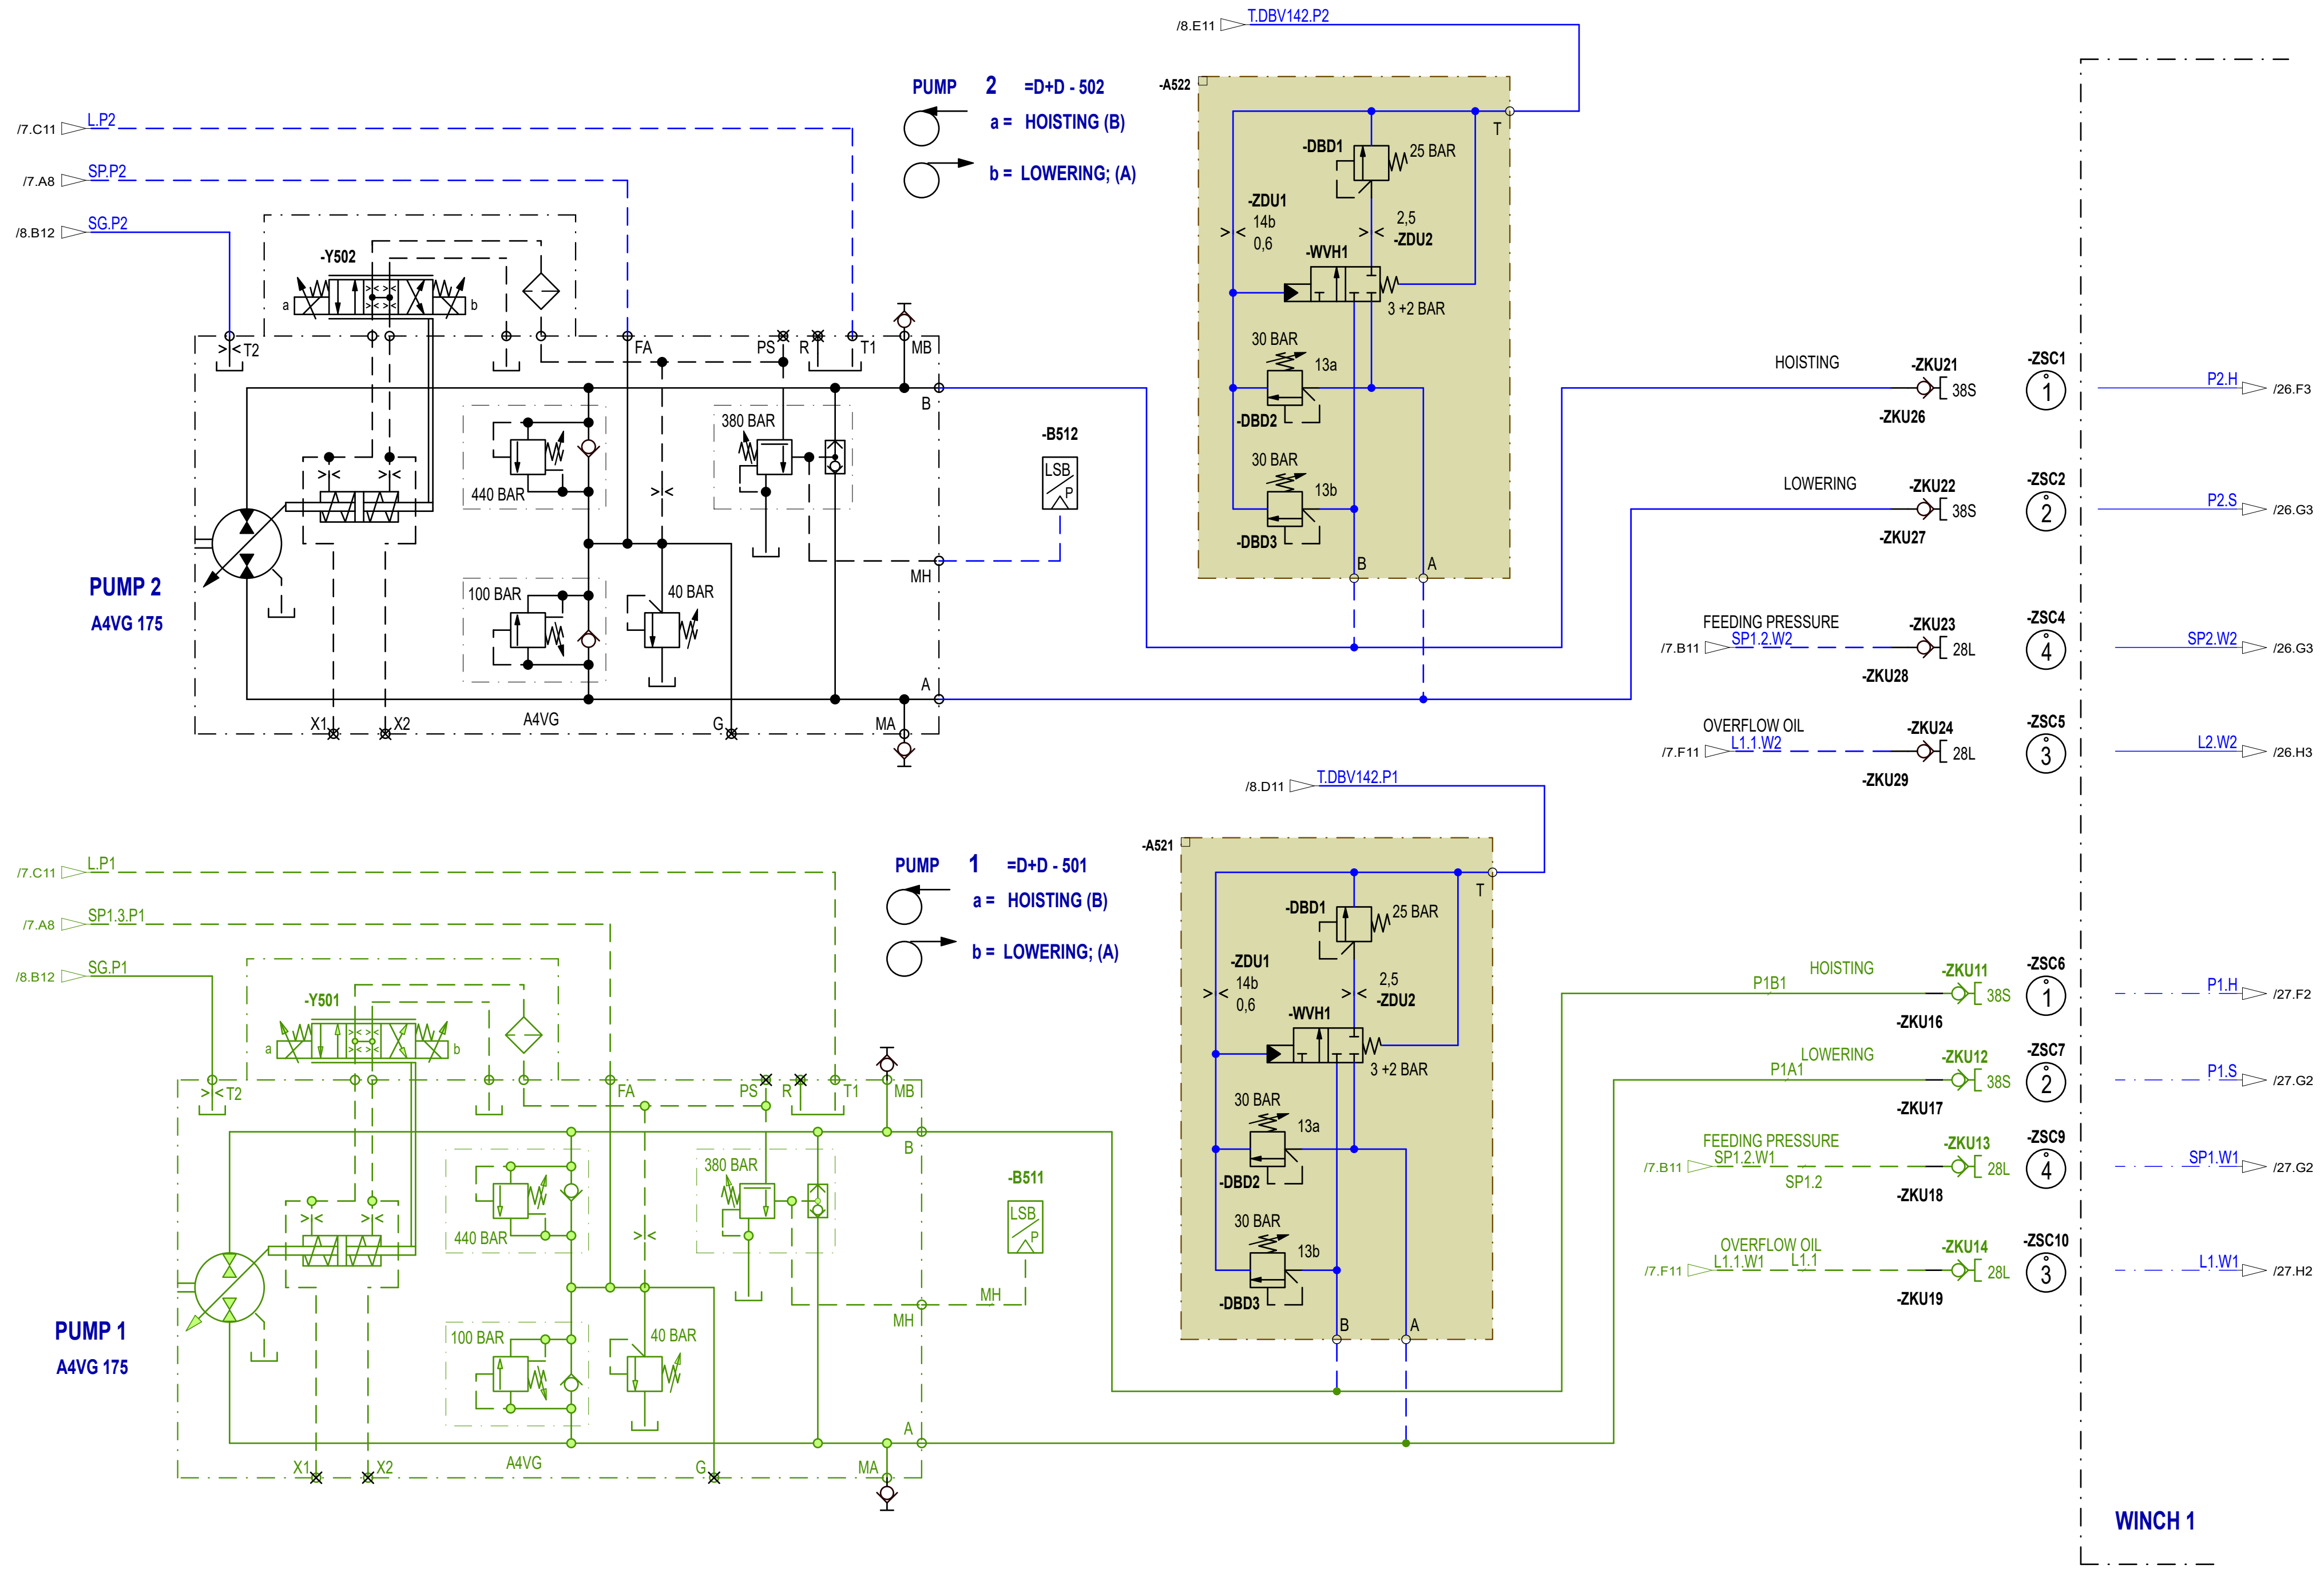 /8.E11 T.DBV142.P2
PUMP 2 =D+D - 502
a = HOISTING (B)
b = LOWERING; (A)
/7.C11 L.P2
/7.A8 SP.P2
/8.B12 SG.P2
-Y502
a
b
T2
FA
PS
R
T1
MB
B
380 BAR
440 BAR
-B512
LSB
P
MH
PUMP 2
A4VG 175
100 BAR
40 BAR
A
X1
X2
A4VG
G
MA
-A522
T
-DBD1
25 BAR
-ZDU1
14b
0,6
2,5
-ZDU2
-WVH1
3 +2 BAR
30 BAR
13a
-DBD2
30 BAR
13b
-DBD3
B
A
HOISTING
-ZKU21
38S
-ZKU26
-ZSC1
1
P2.H
/26.F3
LOWERING
-ZKU22
38S
-ZKU27
-ZSC2
2
P2.S
/26.G3
FEEDING PRESSURE
/7.B11 SP1.2.W2
-ZKU23
28L
-ZKU28
-ZSC4
4
SP2.W2
/26.G3
OVERFLOW OIL
/7.F11 L1.1.W2
-ZKU24
28L
-ZKU29
-ZSC5
3
L2.W2
/26.H3
/8.D11 T.DBV142.P1
PUMP 1 =D+D - 501
a = HOISTING (B)
b = LOWERING; (A)
/7.C11 L.P1
/7.A8 SP1.3.P1
/8.B12 SG.P1
-Y501
a
b
T2
FA
PS
R
T1
MB
B
380 BAR
440 BAR
-B511
LSB
P
MH
MH
PUMP 1
A4VG 175
100 BAR
40 BAR
A
X1
X2
A4VG
G
MA
-A521
T
-DBD1
25 BAR
-ZDU1
14b
0,6
2,5
-ZDU2
-WVH1
3 +2 BAR
30 BAR
13a
-DBD2
30 BAR
13b
-DBD3
B
A
HOISTING
P1B1
-ZKU11
38S
-ZKU16
-ZSC6
1
P1.H
/27.F2
LOWERING
P1A1
-ZKU12
38S
-ZKU17
-ZSC7
2
P1.S
/27.G2
FEEDING PRESSURE
/7.B11 SP1.2.W1
SP1.2
-ZKU13
28L
-ZKU18
-ZSC9
4
SP1.W1
/27.G2
OVERFLOW OIL
/7.F11 L1.1.W1
L1.1
-ZKU14
28L
-ZKU19
-ZSC10
3
L1.W1
/27.H2
WINCH 1